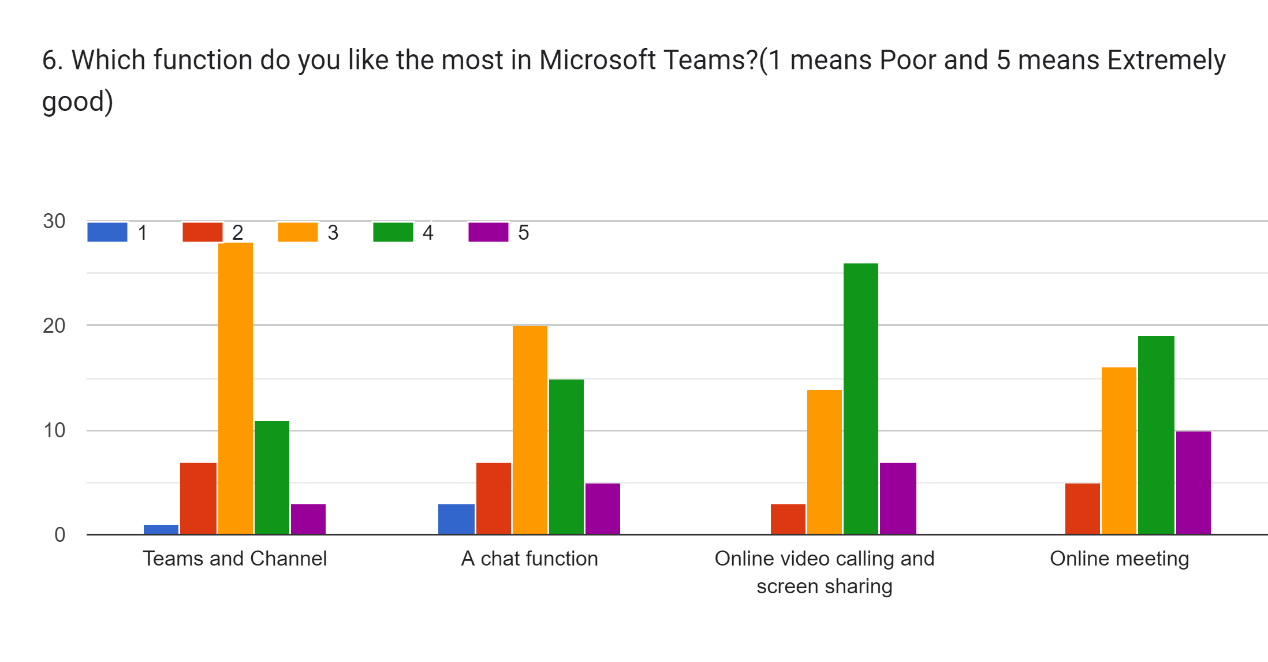 6. Which function do you like the most in Microsoft Teams?(1 means Poor and 5 means Extremely
good)
30
1 2 3 4 5
20
10
0
Teams and Channel A chat function Online video calling and Online meeting
screen sharing